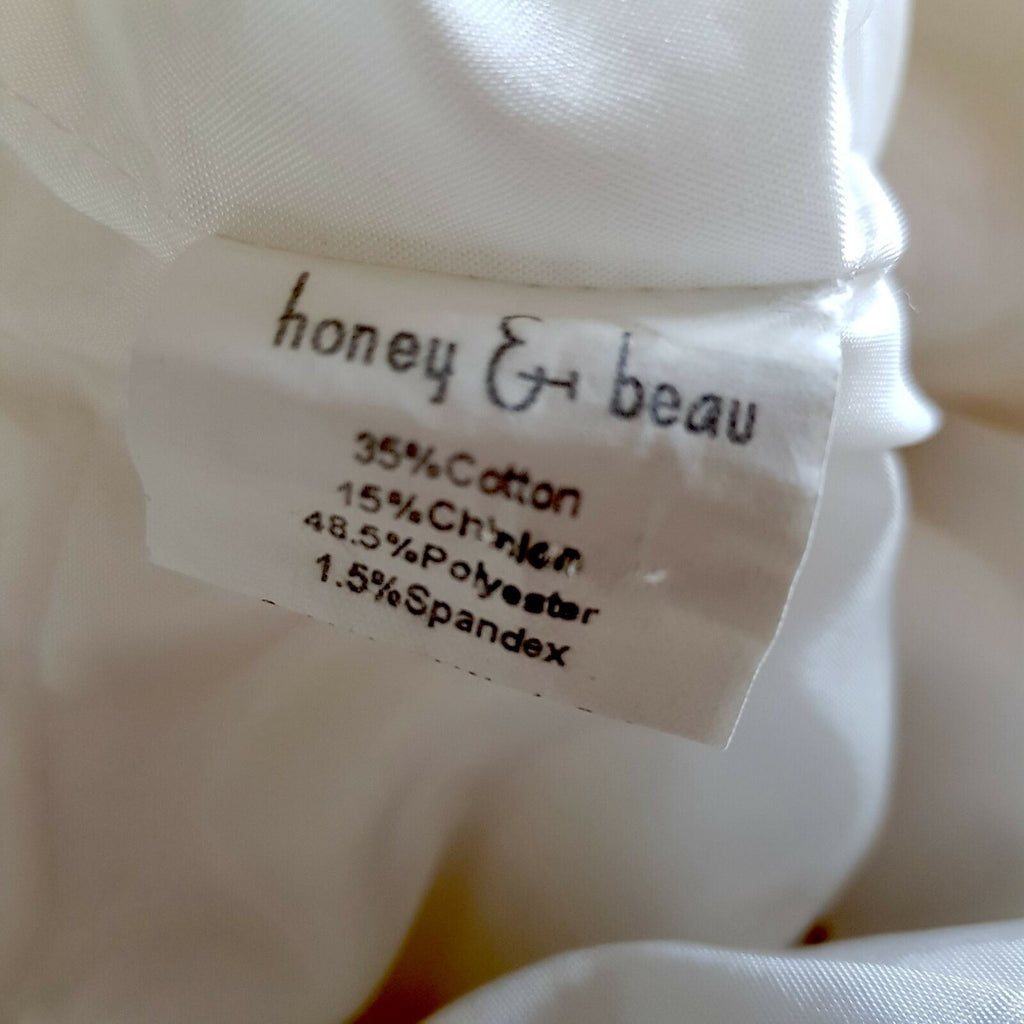 honey & beau
35%Cotton
15%
48.5%Polyester
1.5%Spandex